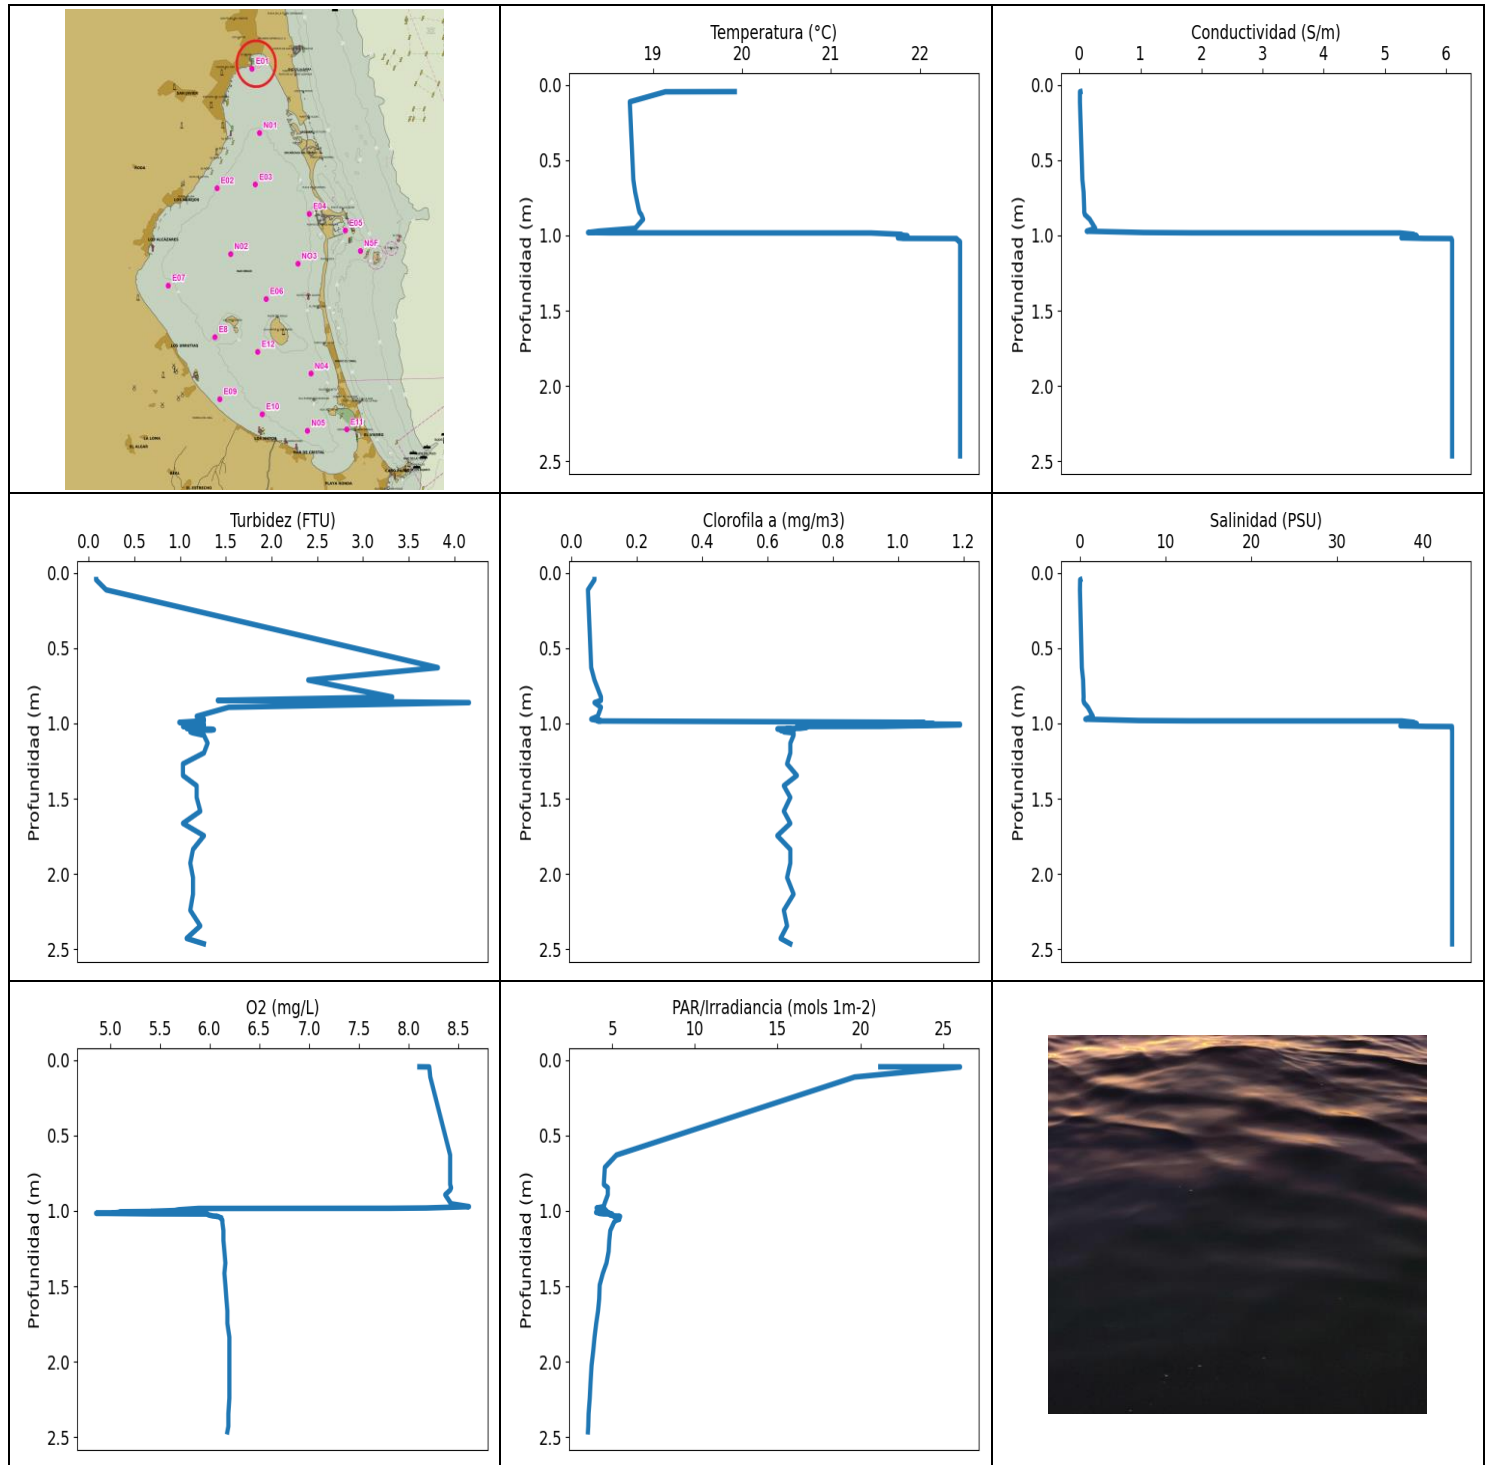 E01
N01
E02
E03
E04
E05
N5F
N02
NO3
E07
E06
E8
E12
N04
E09
E10
N05
E11
RODA
LOS ALCAZARES
LOS URRUTIAS
LA LOMA
Temperatura (°C)
19 20 21 22
0.0
0.5
1.0
1.5
2.0
2.5
Profundidad (m)
Conductividad (S/m)
0 1 2 3 4 5 6
0.0
0.5
1.0
1.5
2.0
2.5
Profundidad (m)
Turbidez (FTU)
0.0 0.5 1.0 1.5 2.0 2.5 3.0 3.5 4.0
0.0
0.5
1.0
1.5
2.0
2.5
Profundidad (m)
Clorofila a (mg/m3)
0.0 0.2 0.4 0.6 0.8 1.0 1.2
0.0
0.5
1.0
1.5
2.0
2.5
Profundidad (m)
Salinidad (PSU)
0 10 20 30 40
0.0
0.5
1.0
1.5
2.0
2.5
Profundidad (m)
O2 (mg/L)
5.0 5.5 6.0 6.5 7.0 7.5 8.0 8.5
0.0
0.5
1.0
1.5
2.0
2.5
Profundidad (m)
PAR/Irradiancia (mols 1m-2)
5 10 15 20 25
0.0
0.5
1.0
1.5
2.0
2.5
Profundidad (m)